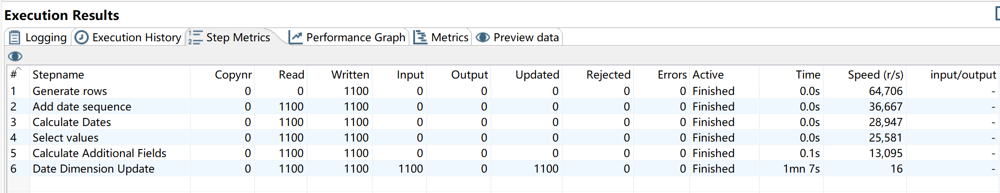 Execution Results
Logging Execution History Step Metrics Performance Graph Metrics Preview data
# Stepname Copynr Read Written Input Output Updated Rejected Errors Active Time Speed (r/s) input/output
1 Generate rows 0 0 1100 0 0 0 0 0 Finished 0.0s 64,706 -
2 Add date sequence 0 1100 1100 0 0 0 0 0 Finished 0.0s 36,667 -
3 Calculate Dates 0 1100 1100 0 0 0 0 0 Finished 0.0s 28,947 -
4 Select values 0 1100 1100 0 0 0 0 0 Finished 0.0s 25,581 -
5 Calculate Additional Fields 0 1100 1100 0 0 0 0 0 Finished 0.1s 13,095 -
6 Date Dimension Update 0 1100 1100 1100 0 1100 0 0 Finished 1mn 7s 16 -